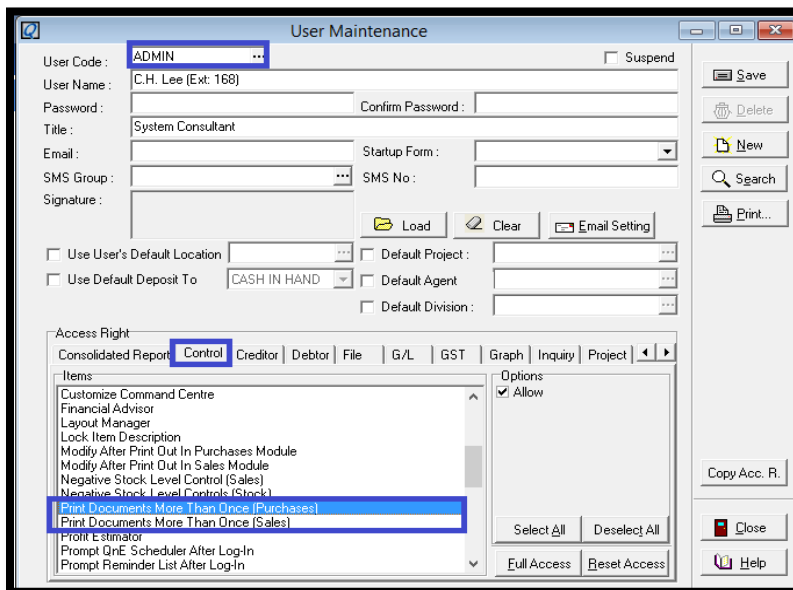 User Maintenance
User Code : ADMIN ... Suspend
User Name : C.H. Lee (Ext: 168)
Password : Confirm Password :
Title : System Consultant
Email : Startup Form :
SMS Group : ... SMS No :
Signature :
Load Clear Email Setting
Use User's Default Location ... Default Project : ...
Use Default Deposit To CASH IN HAND Default Agent ...
Default Division : ...
Save
Delete
New
Search
Print...
Access Right
Consolidated Report Control Creditor Debtor File G/L GST Graph Inquiry Project
Items
Customize Command Centre
Financial Advisor
Layout Manager
Lock Item Description
Modify After Print Out In Purchases Module
Modify After Print Out In Sales Module
Negative Stock Level Control (Sales)
Negative Stock Level Controls (Stock)
Print Documents More Than Once (Purchases)
Print Documents More Than Once (Sales)
Profit Estimator
Prompt QnE Scheduler After Log-In
Prompt Reminder List After Log-In
Options
Allow
Select All Deselect All
Full Access Reset Access
Copy Acc. R.
Close
Help